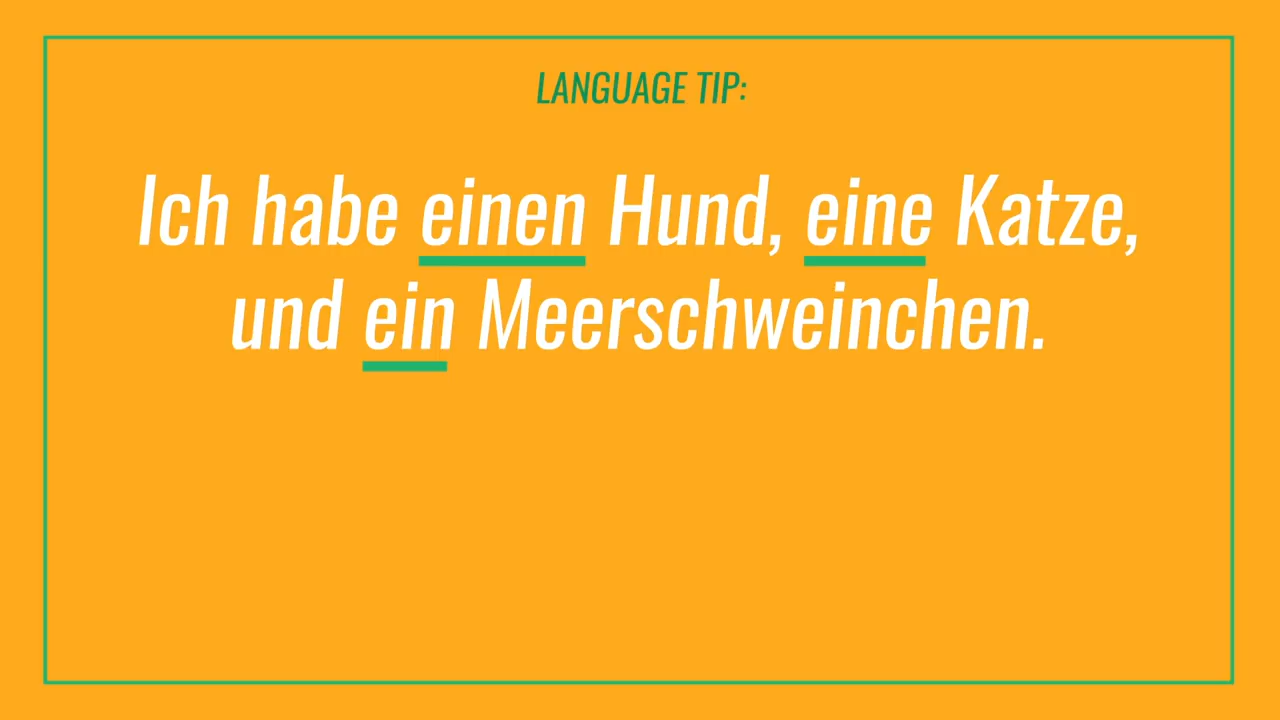 LANGUAGE TIP:
Ich habe einen Hund, eine Katze,
und ein Meerschweinchen.